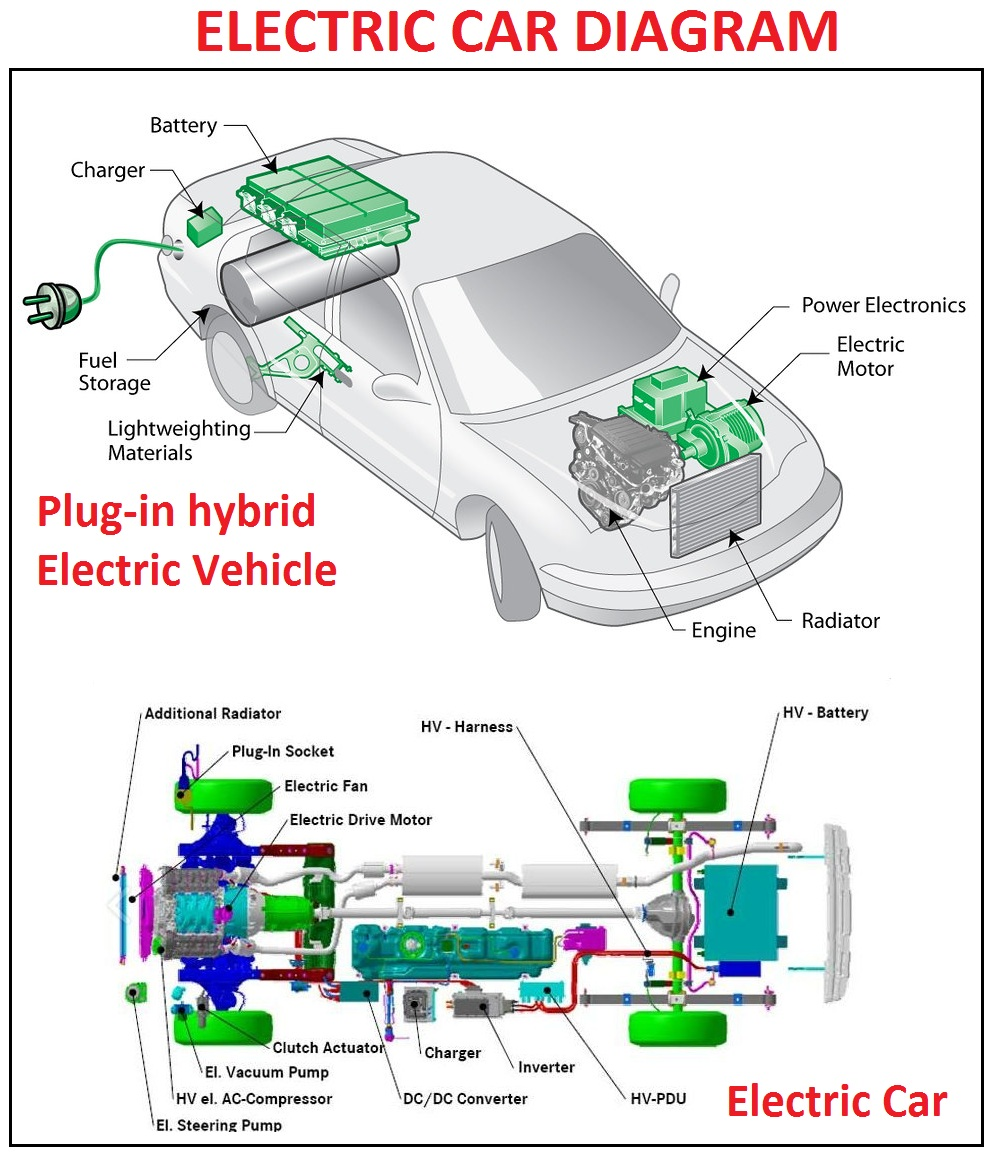 ELECTRIC CAR DIAGRAM
Battery
Charger
Power Electronics
Electric
Motor
Fuel
Storage
Lightweighting
Materials
Plug-in hybrid
Electric Vehicle
Engine
Radiator
Additional Radiator
HV - Harness
HV - Battery
Plug-In Socket
Electric Fan
Electric Drive Motor
Clutch Actuator
Charger
Inverter
El. Vacuum Pump
HV el. AC-Compressor
DC/DC Converter
HV-PDU
El. Steering Pump
Electric Car